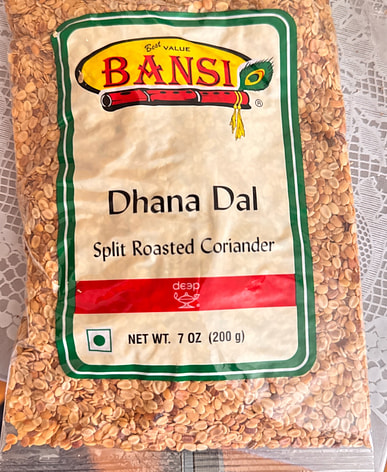 Best VALUE
BANSI
®
Dhana Dal
Split Roasted Coriander
deep
NET WT. 7 OZ (200 g)